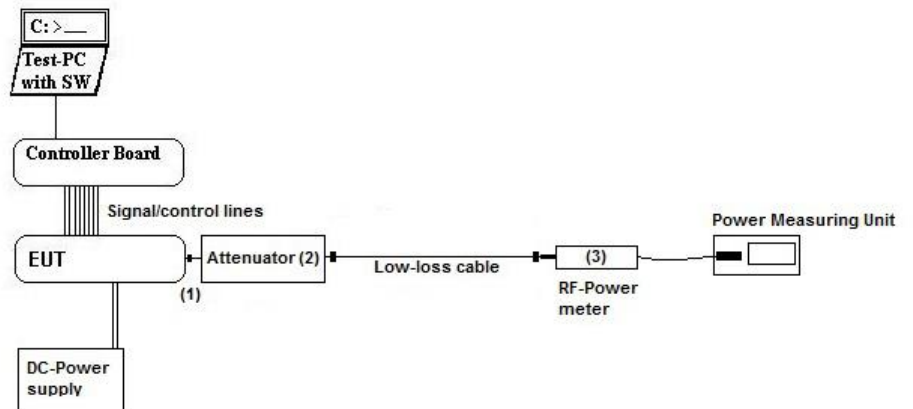 C:>__
Test-PC
with SW
Controller Board
Signal/control lines
EUT
(1)
Attenuator (2)
Low-loss cable
(3)
RF-Power
meter
Power Measuring Unit
DC-Power
supply